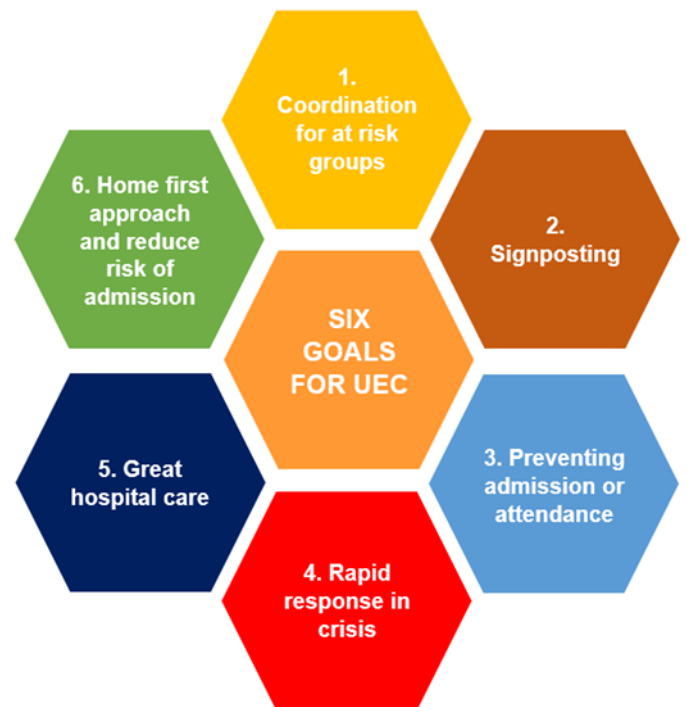 1.
Coordination
for at risk
groups
2.
Signposting
3. Preventing
admission or
attendance
4. Rapid
response in
crisis
5. Great
hospital care
6. Home first
approach
and reduce
risk of
admission
SIX
GOALS
FOR UEC